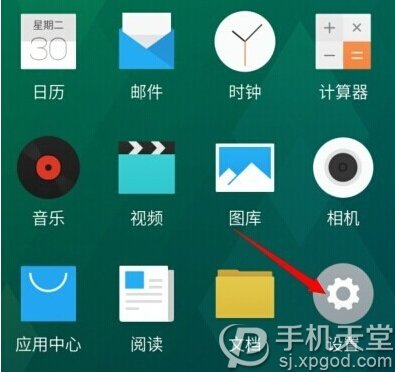 星期二
30
日历
邮件
时钟
计算器
音乐
视频
图库
相机
应用中心
阅读
文档
设置
手机天堂
sj.xpgod.com